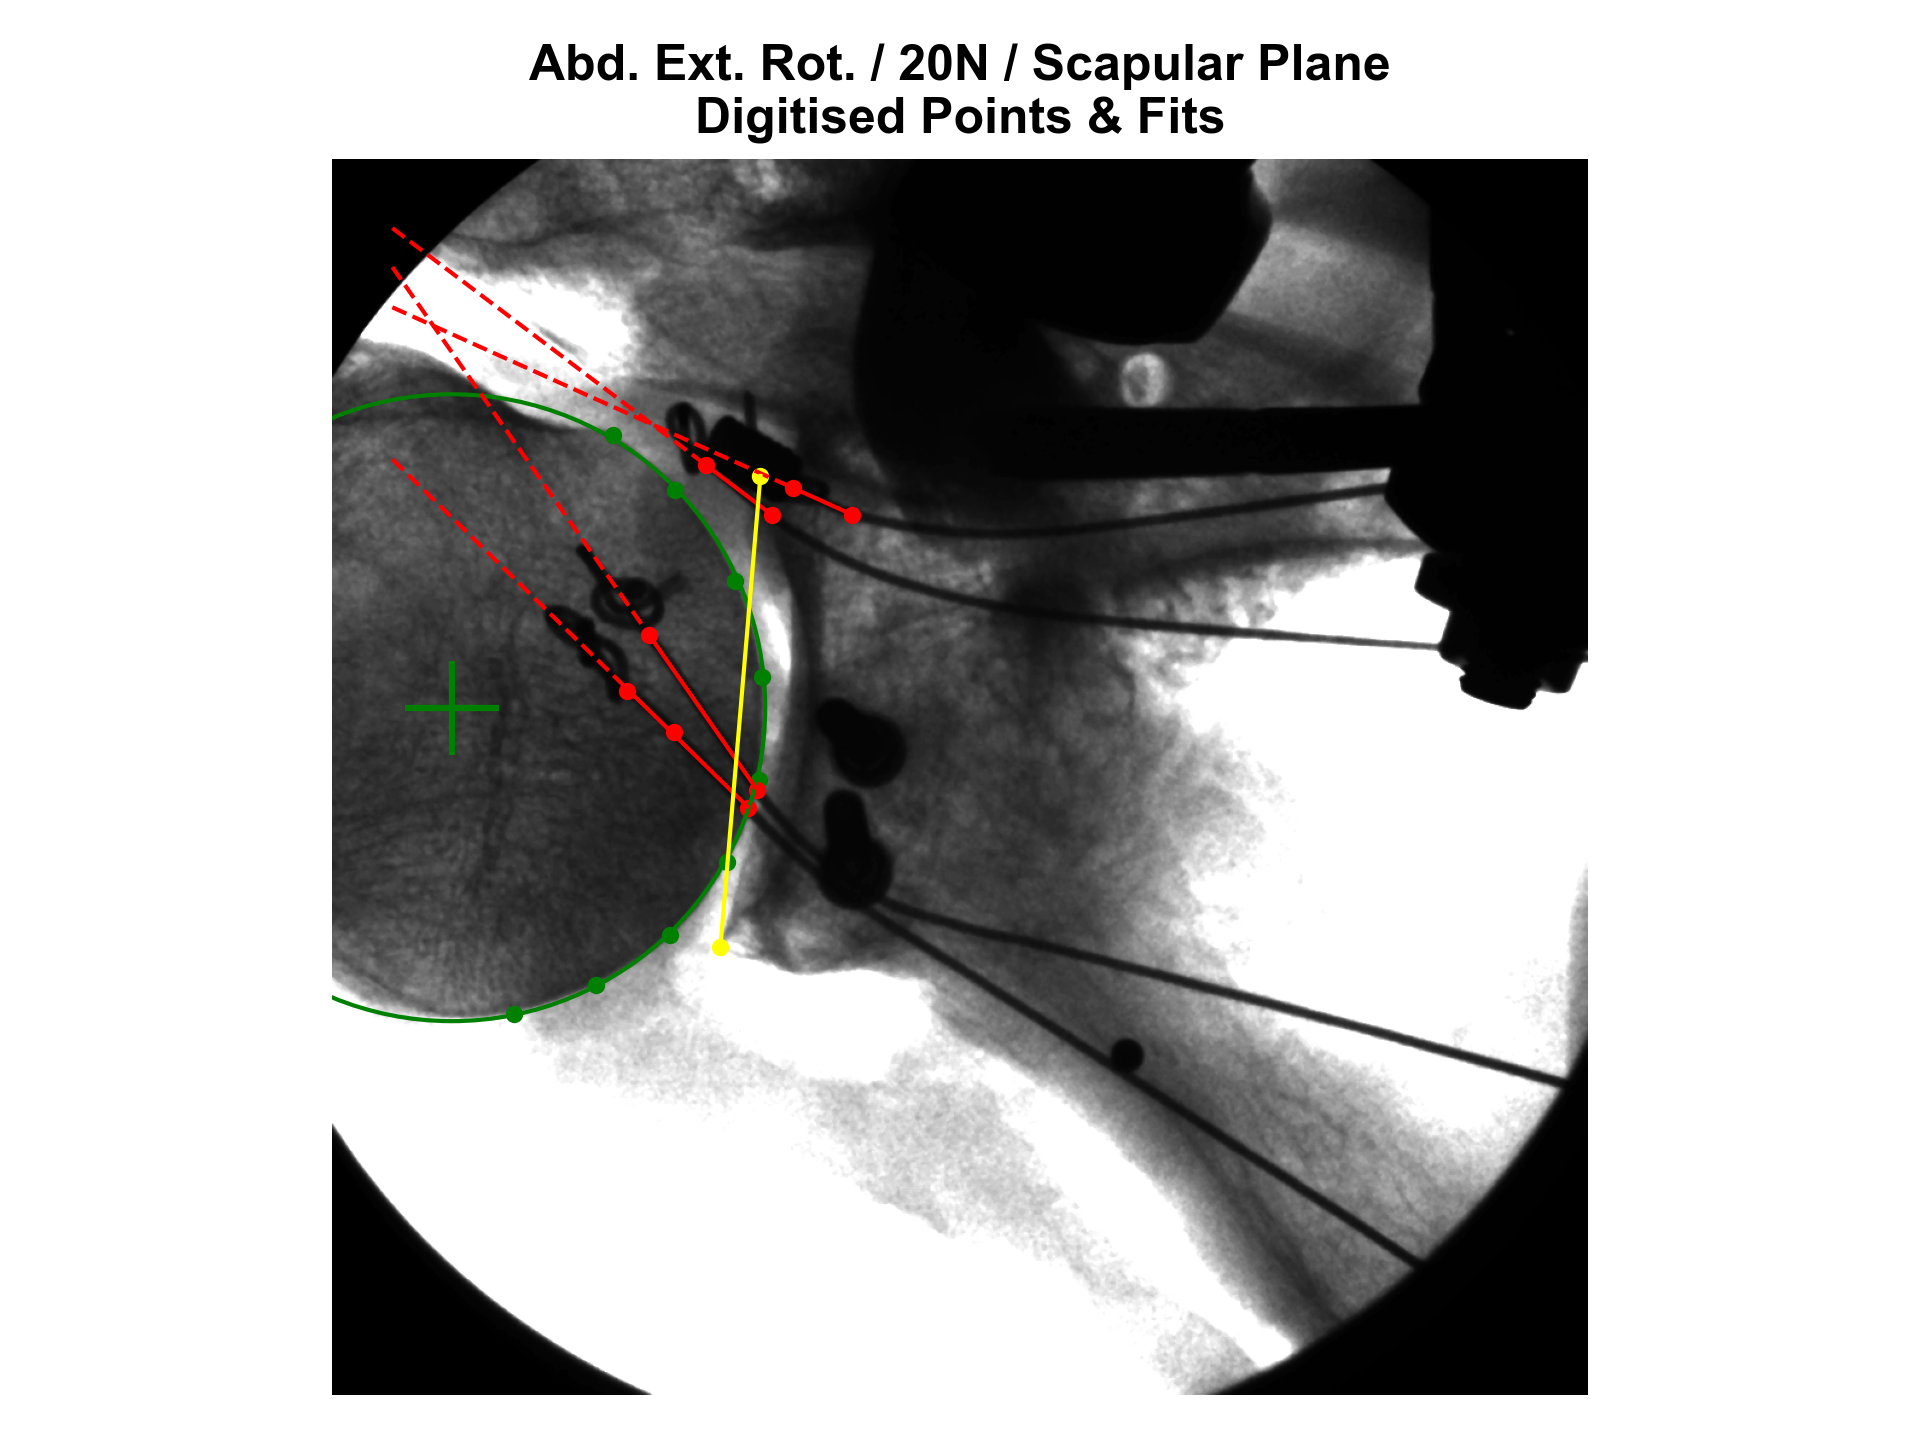 Abd. Ext. Rot. / 20N / Scapular Plane
Digitised Points & Fits